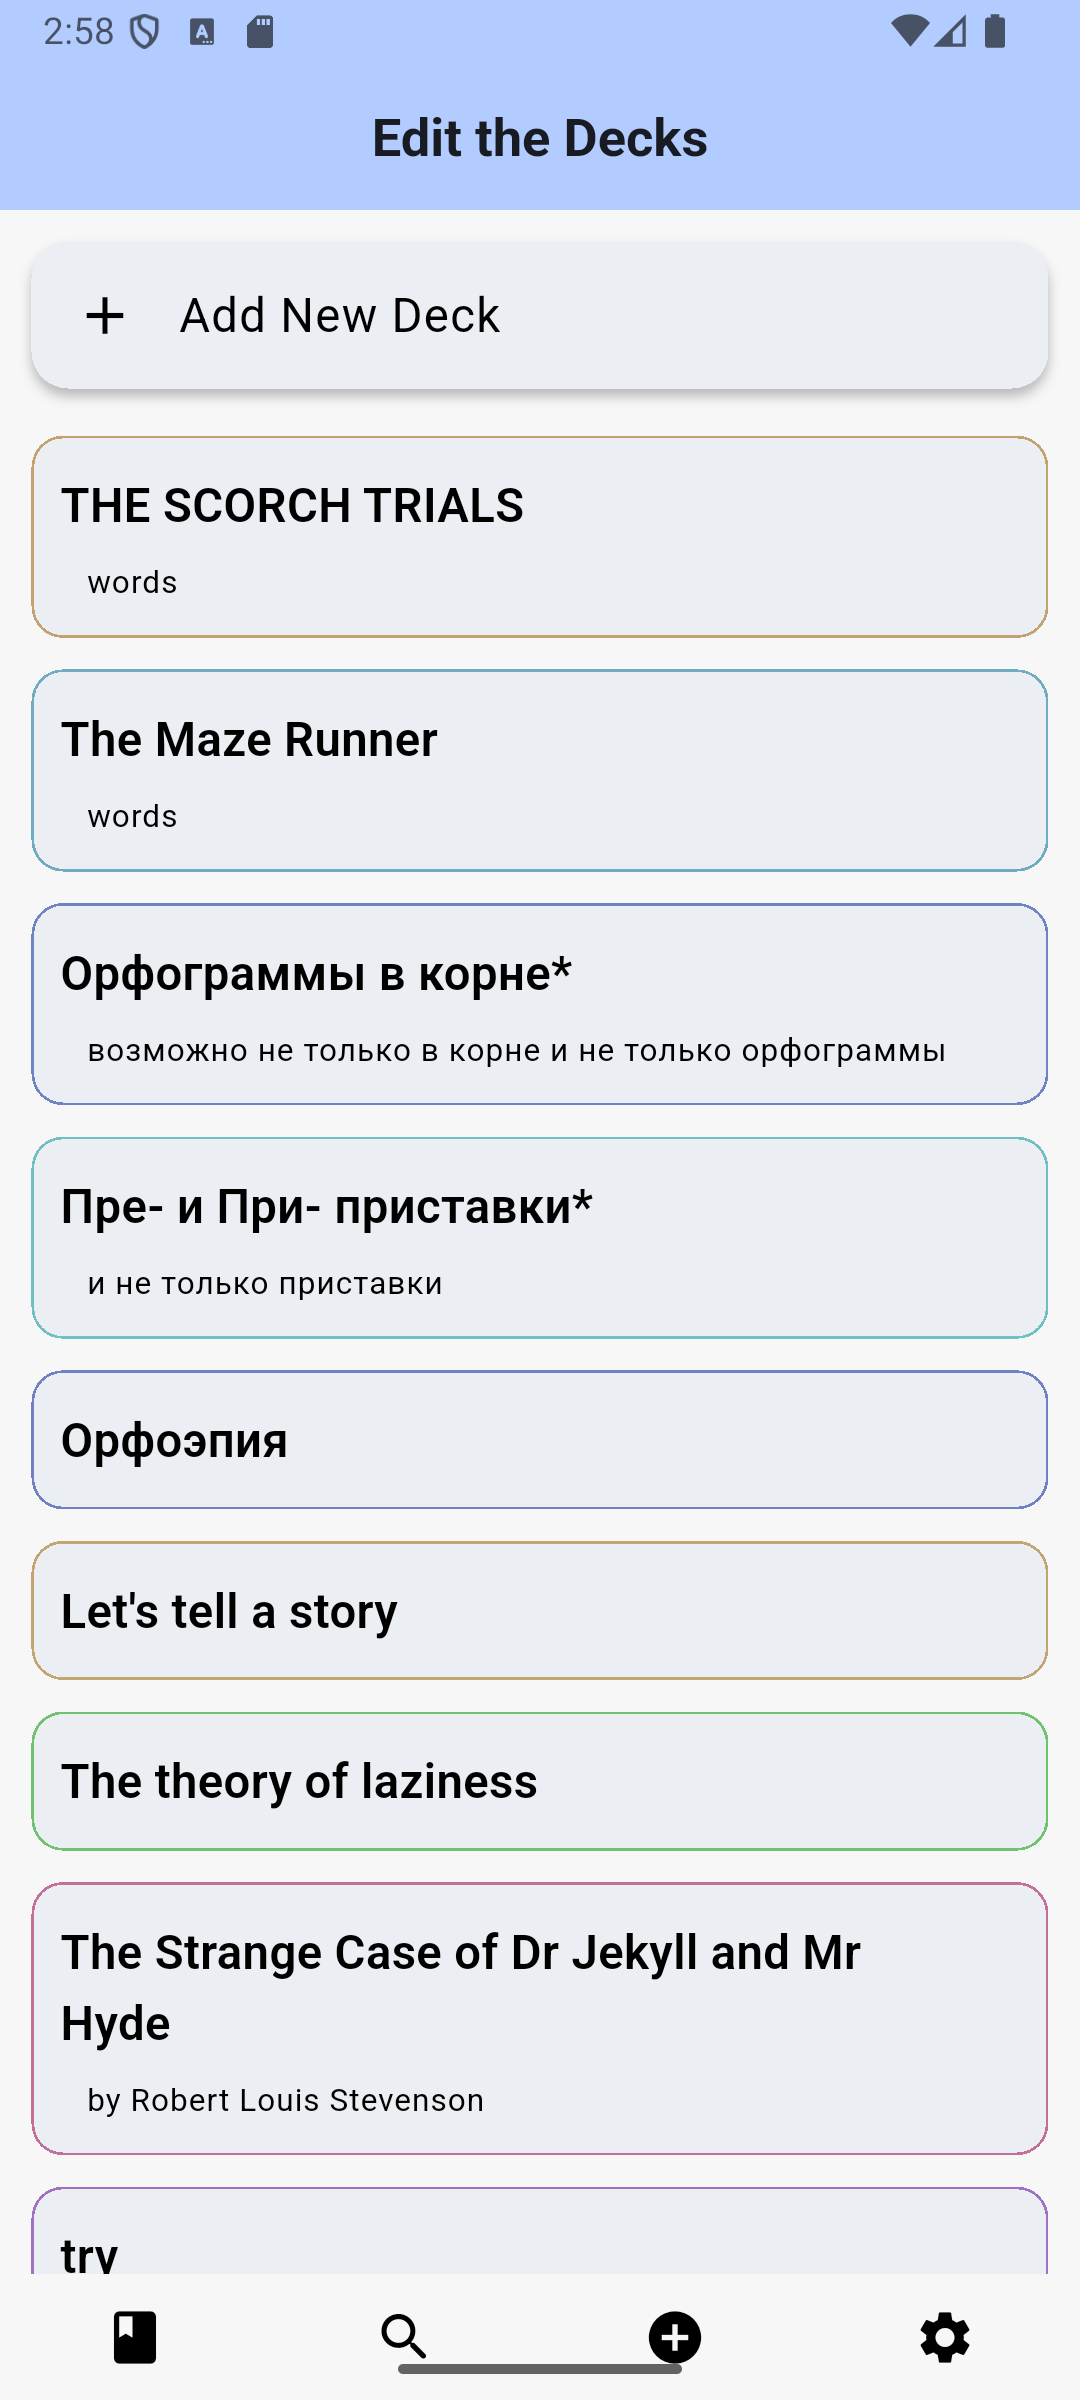 2:58
Edit the Decks
Add New Deck
THE SCORCH TRIALS
words
The Maze Runner
words
Орфограммы в корне*
возможно не только в корне и не только орфограммы
Пре- и При- приставки*
и не только приставки
Орфоэпия
Let's tell a story
The theory of laziness
The Strange Case of Dr Jekyll and Mr
Hyde
by Robert Louis Stevenson
try